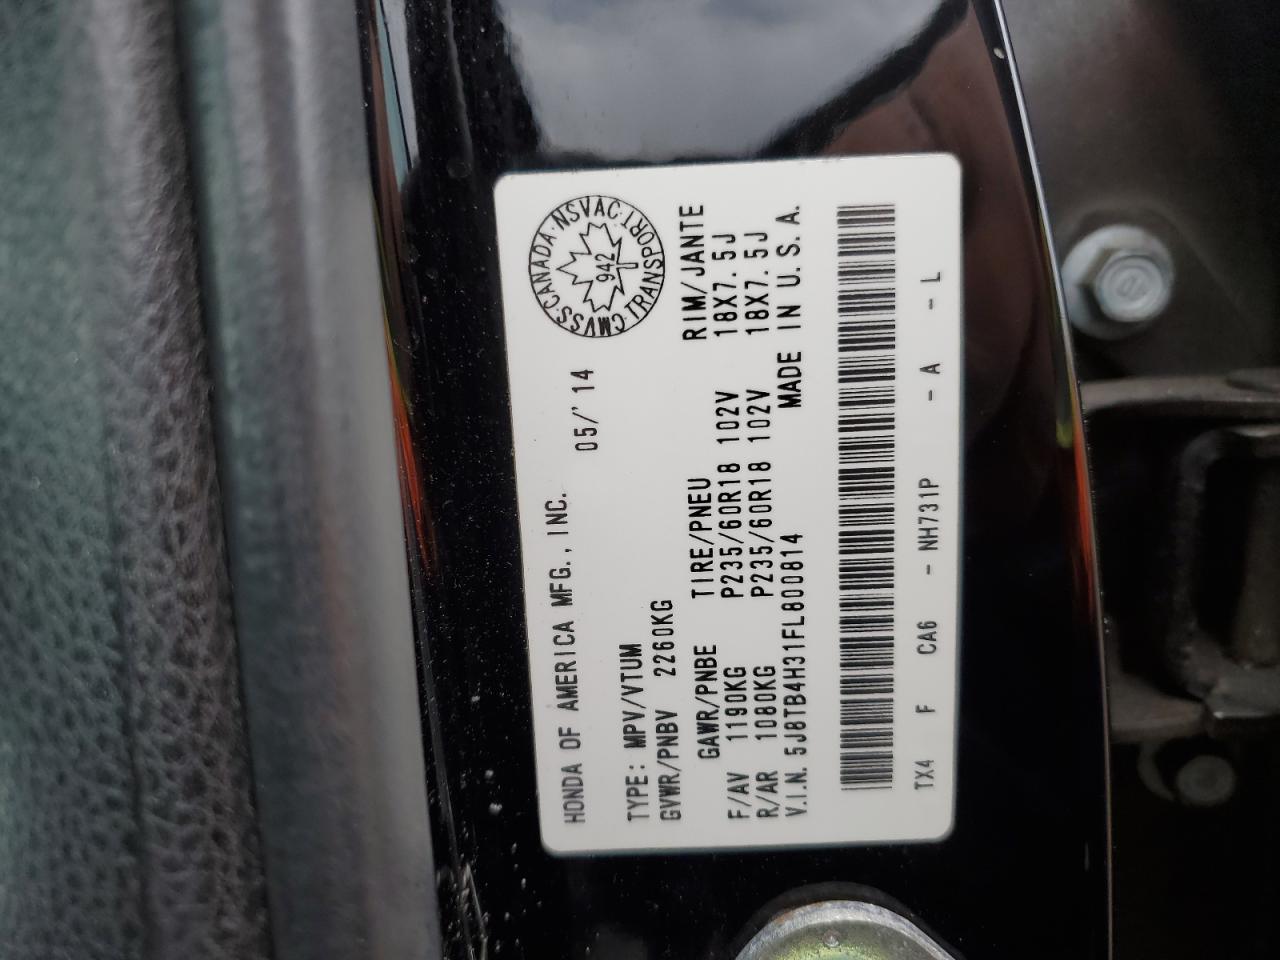 HONDA OF AMERICA MFG., INC. 05/'14
CMVSS·CANADA·NSVAC·TRANSPORT
942
TYPE: MPV/VTUM
GVWR/PNBV 2260KG
GAWR/PNBE TIRE/PNEU RIM/JANTE
F/AV 1190KG P235/60R18 102V 18X7.5J
R/AR 1080KG P235/60R18 102V 18X7.5J
V.I.N. 5J8TB4H31FL800814 MADE IN U.S.A.
TX4 F CA6 - NH731P - A - L